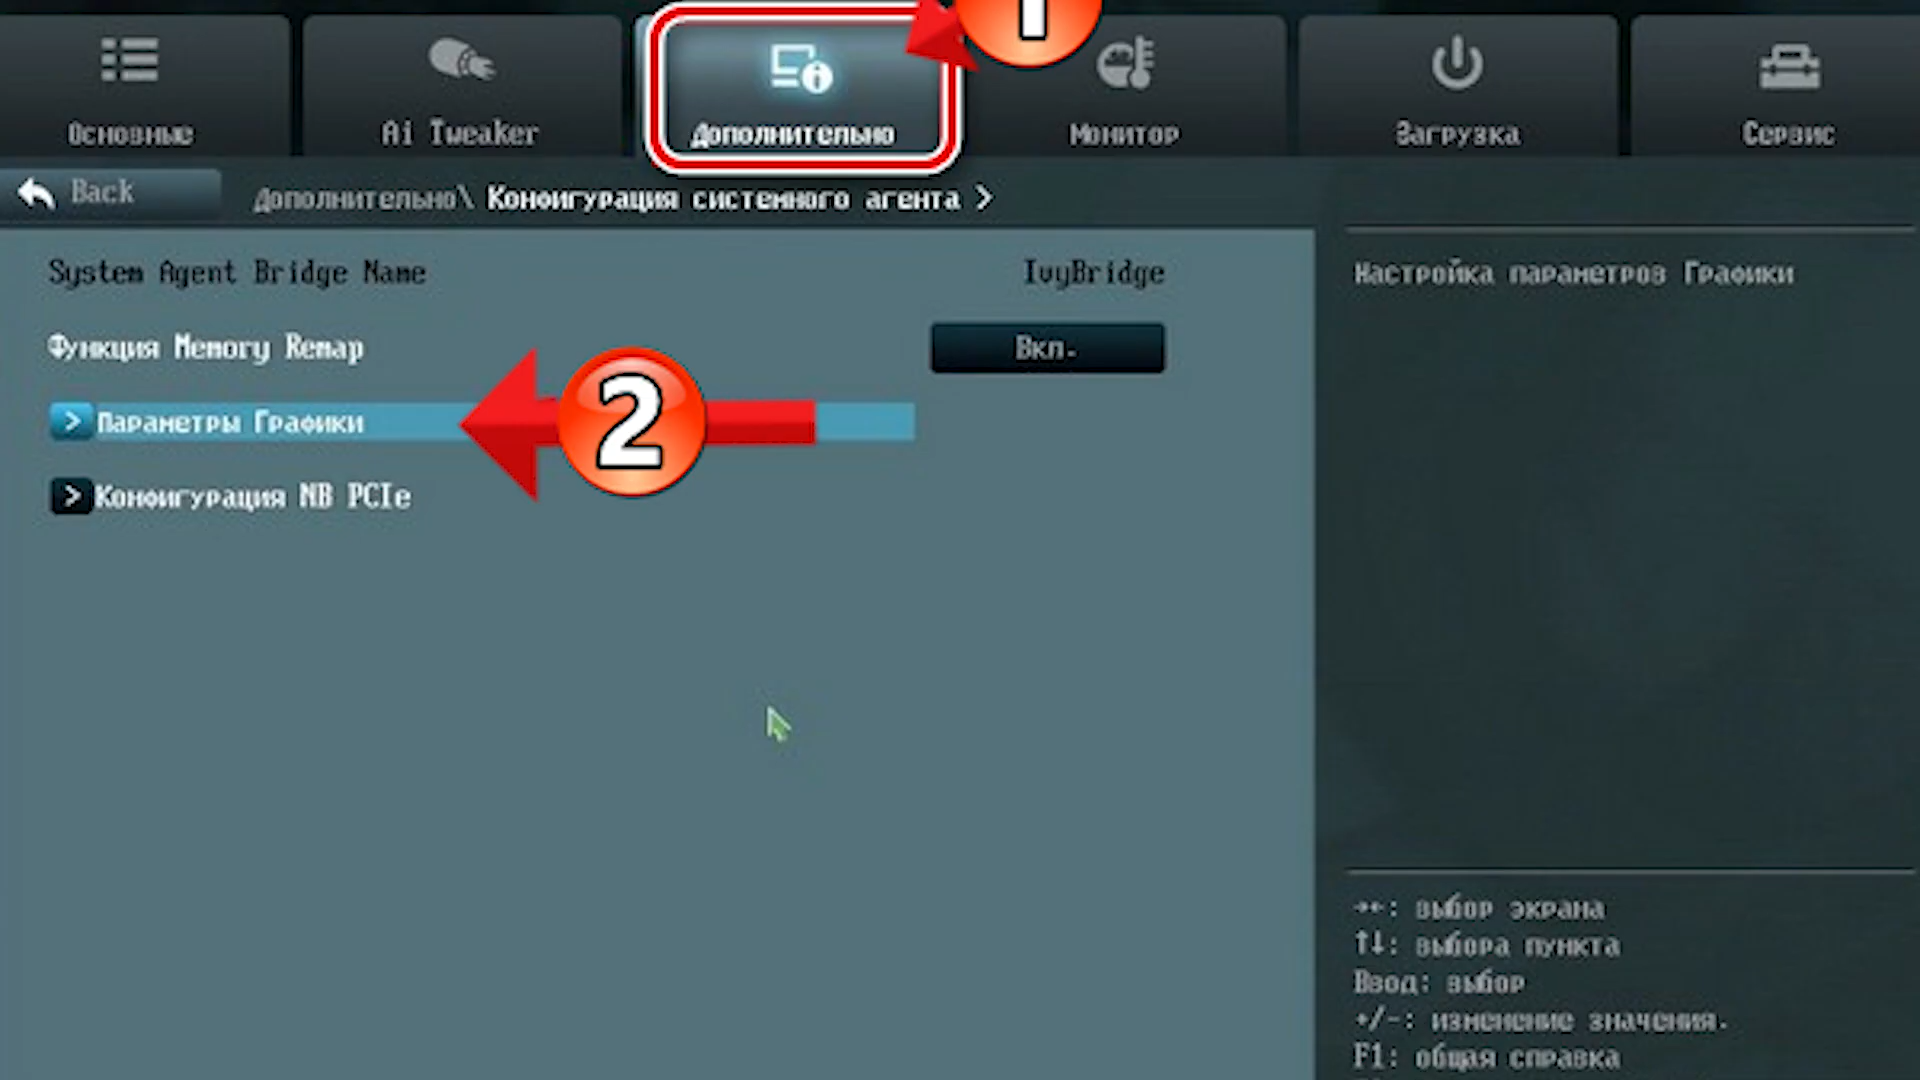 1
Основные
Ai Tweaker
Дополнительно
Монитор
Загрузка
Сервис
Back
Дополнительно\ Конфигурация системного агента >
System Agent Bridge Name
IvyBridge
Настройка параметров Графики
Функция Memory Remap
Вкл.
> Параметры Графики
2
> Конфигурация NB PCIe
→←: выбор экрана
↑↓: выбора пункта
Ввод: выбор
+/-: изменение значения.
F1: общая справка